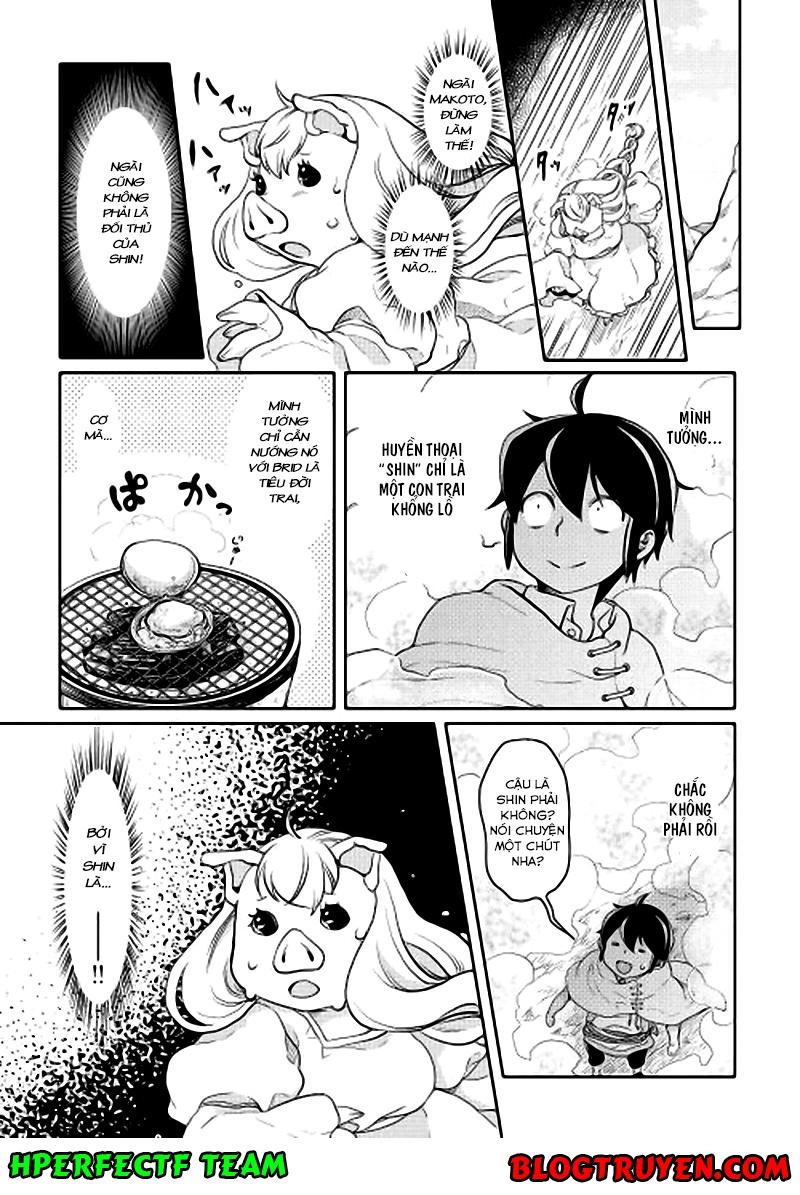 タッ
タッ
NGÀI
MAKOTO,
ĐỪNG
LÀM
THẾ!
DÙ MẠNH
ĐẾN THẾ
NÀO...
ハァッ
ハァッ
NGÀI
CŨNG
KHÔNG
PHẢI LÀ
ĐỐI THỦ
CỦA
SHIN!
MÌNH
TƯỞNG...
HUYỀN THOẠI
“SHIN” CHỈ LÀ
MỘT CON TRAI
KHỔNG LỒ
MÌNH
TƯỞNG
CHỈ CẦN
NƯỚNG NÓ
VỚI BRID LÀ
TIÊU ĐỜI
TRAI,
CƠ
MÃ...
ぱかっ
CHẮC
KHÔNG
PHẢI RỒI
CẬU LÀ
SHIN PHẢI
KHÔNG?
NÓI CHUYỆN
MỘT CHÚT
NHA?
BỞI
VÌ
SHIN
LÀ...
!!
HPERFECTF TEAM
BLOGTRUYEN.COM